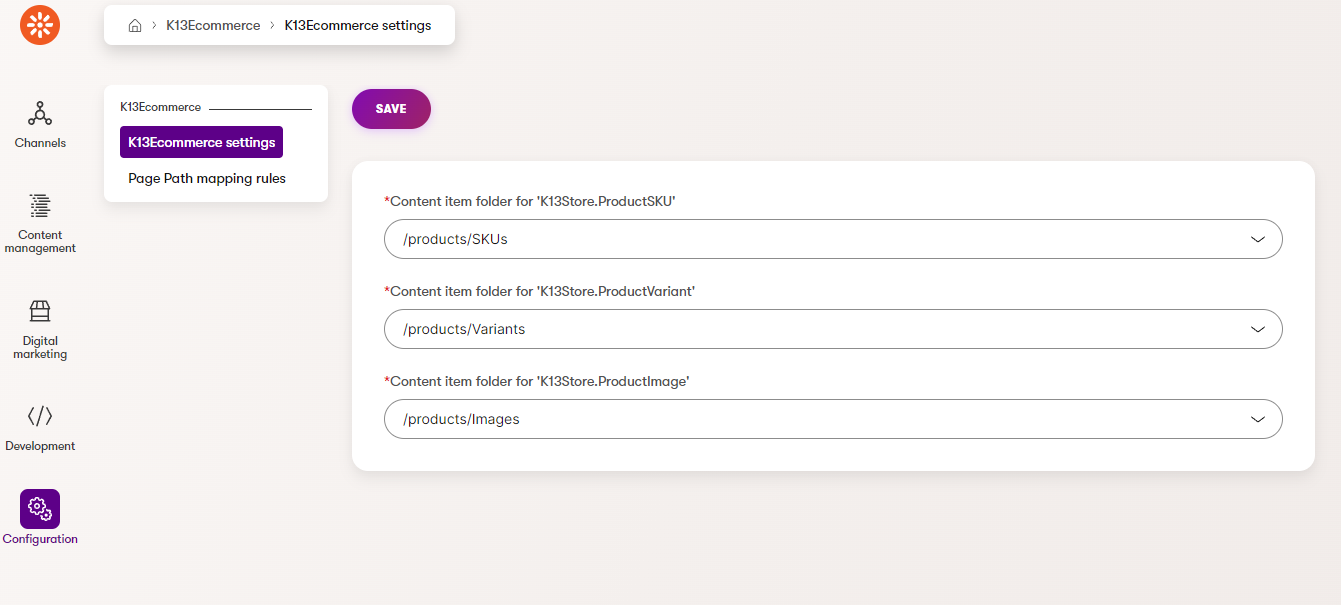 K13Ecommerce
K13Ecommerce settings
Channels
Content
management
Digital
marketing
Development
Configuration
K13Ecommerce
K13Ecommerce settings
Page Path mapping rules
SAVE
*Content item folder for 'K13Store.ProductSKU'
/products/SKUs
*Content item folder for 'K13Store.ProductVariant'
/products/Variants
*Content item folder for 'K13Store.ProductImage'
/products/Images